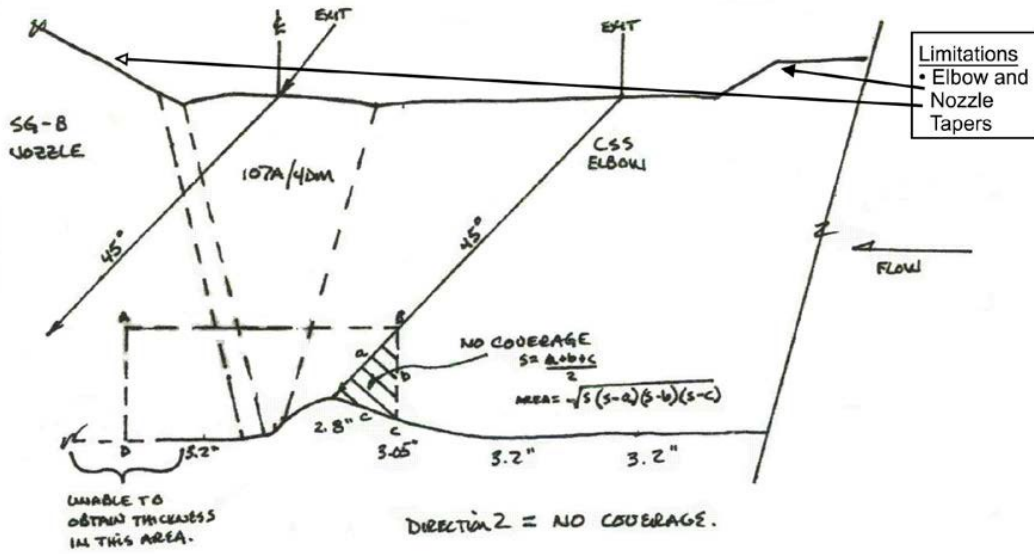 EXIT
EXIT
℄
Limitations
• Elbow and
Nozzle
Tapers
SG-B
NOZZLE
107A/4DM
CSS
ELBOW
45°
45°
FLOW
A
B
NO COVERAGE
S = a+b+c
2
AREA = √s(s-a)(s-b)(s-c)
a
b
c
2.8"
C
D
3.2"
3.05"
3.2"
3.2"
UNABLE TO
OBTAIN THICKNESS
IN THIS AREA.
DIRECTION 2 = NO COVERAGE.